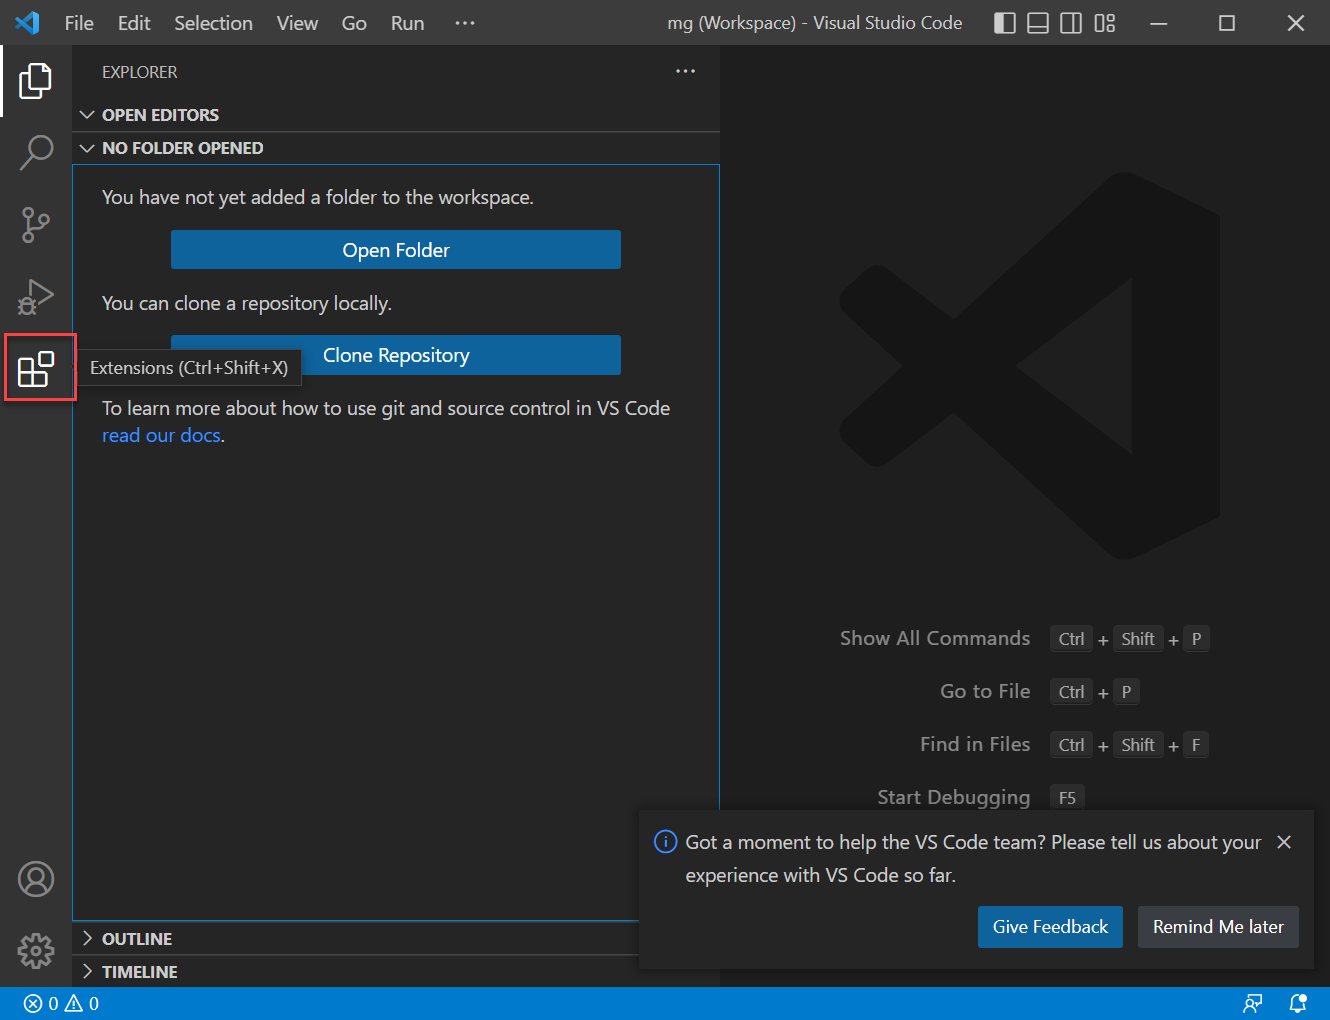 File Edit Selection View Go Run ··· mg (Workspace) - Visual Studio Code
EXPLORER ···
OPEN EDITORS
NO FOLDER OPENED
You have not yet added a folder to the workspace.
Open Folder
You can clone a repository locally.
Clone Repository
Extensions (Ctrl+Shift+X)
To learn more about how to use git and source control in VS Code
read our docs.
Show All Commands Ctrl + Shift + P
Go to File Ctrl + P
Find in Files Ctrl + Shift + F
Start Debugging F5
Got a moment to help the VS Code team? Please tell us about your
experience with VS Code so far.
Give Feedback Remind Me later
OUTLINE
TIMELINE
0 0